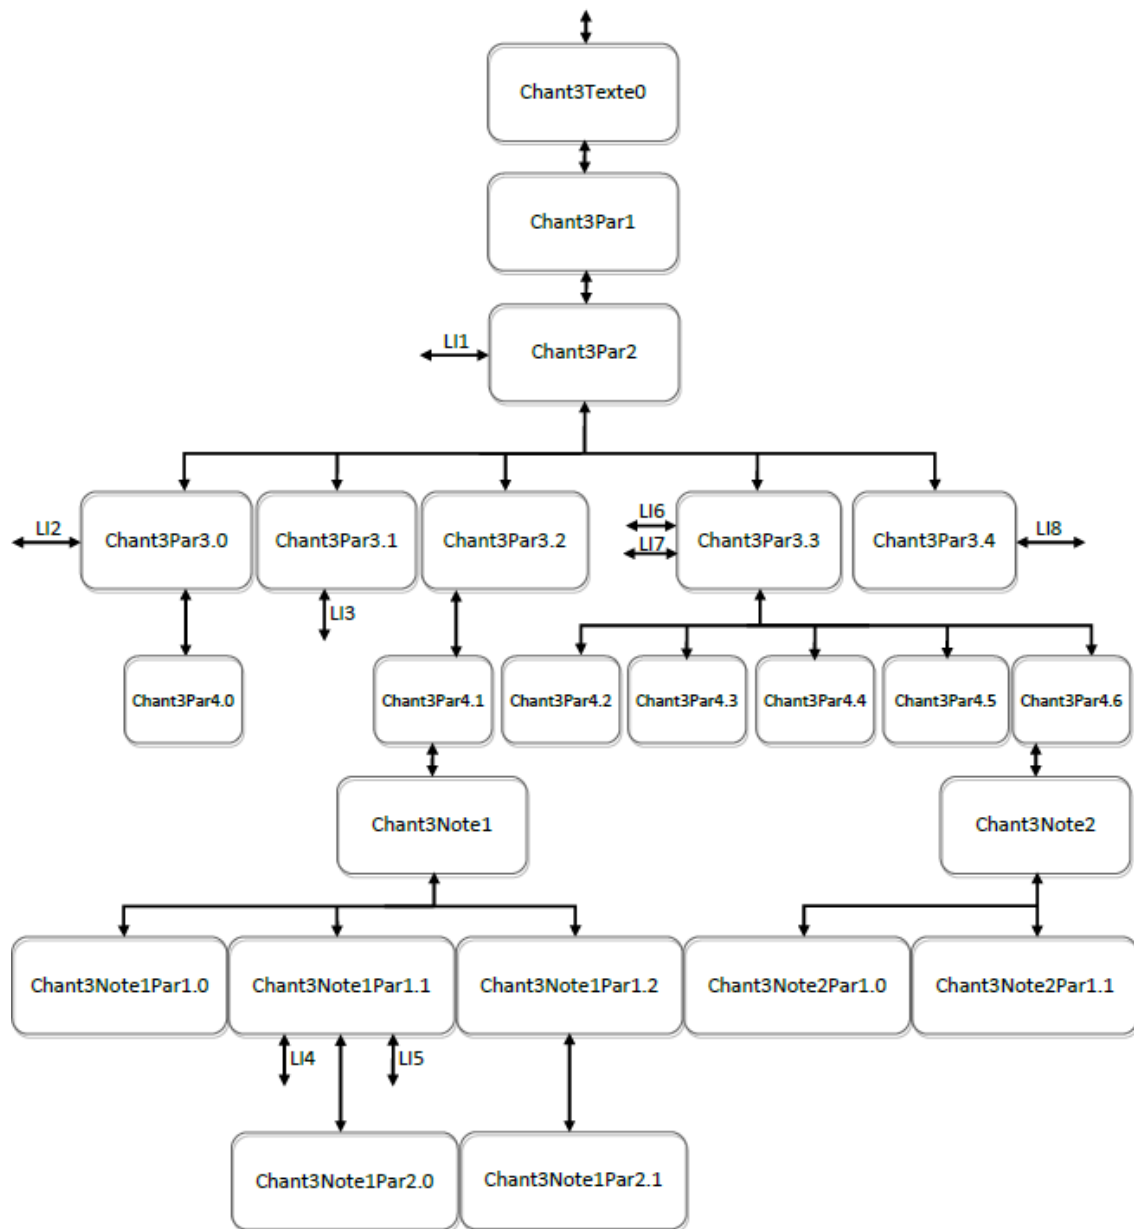 Chant3Texte0
Chant3Par1
LI1
Chant3Par2
LI2
Chant3Par3.0
Chant3Par3.1
Chant3Par3.2
LI6
LI7
Chant3Par3.3
Chant3Par3.4
LI8
LI3
Chant3Par4.0
Chant3Par4.1
Chant3Par4.2
Chant3Par4.3
Chant3Par4.4
Chant3Par4.5
Chant3Par4.6
Chant3Note1
Chant3Note2
Chant3Note1Par1.0
Chant3Note1Par1.1
Chant3Note1Par1.2
Chant3Note2Par1.0
Chant3Note2Par1.1
LI4
LI5
Chant3Note1Par2.0
Chant3Note1Par2.1